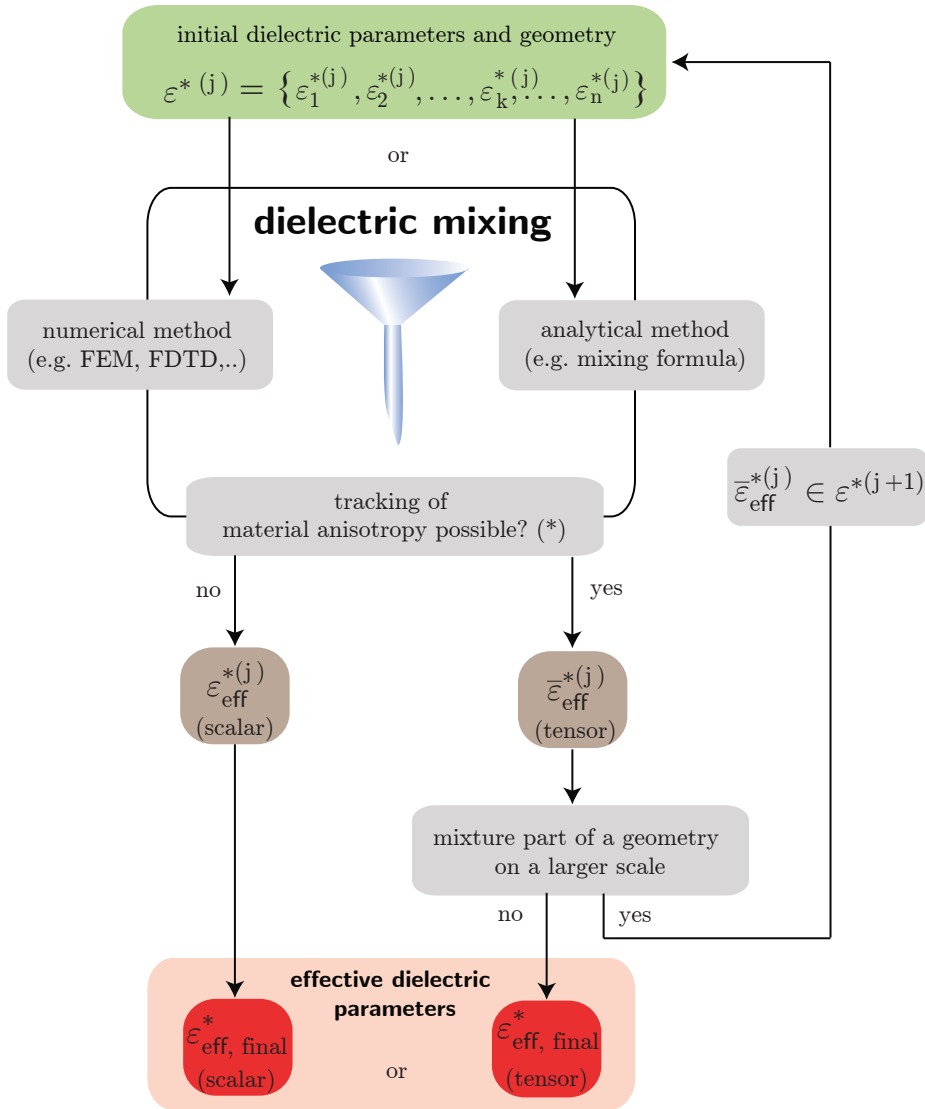 initial dielectric parameters and geometry
ε* (j) = {ε₁*(j), ε₂*(j), ..., εₖ*(j), ..., εₙ*(j)}
or
dielectric mixing
numerical method
(e.g. FEM, FDTD,..)
analytical method
(e.g. mixing formula)
ε̅*(j)eff ∈ ε*(j+1)
tracking of
material anisotropy possible? (*)
no
yes
ε*(j)eff
(scalar)
ε̅*(j)eff
(tensor)
mixture part of a geometry
on a larger scale
no
yes
effective dielectric
parameters
ε*eff, final
(scalar)
or
ε*eff, final
(tensor)